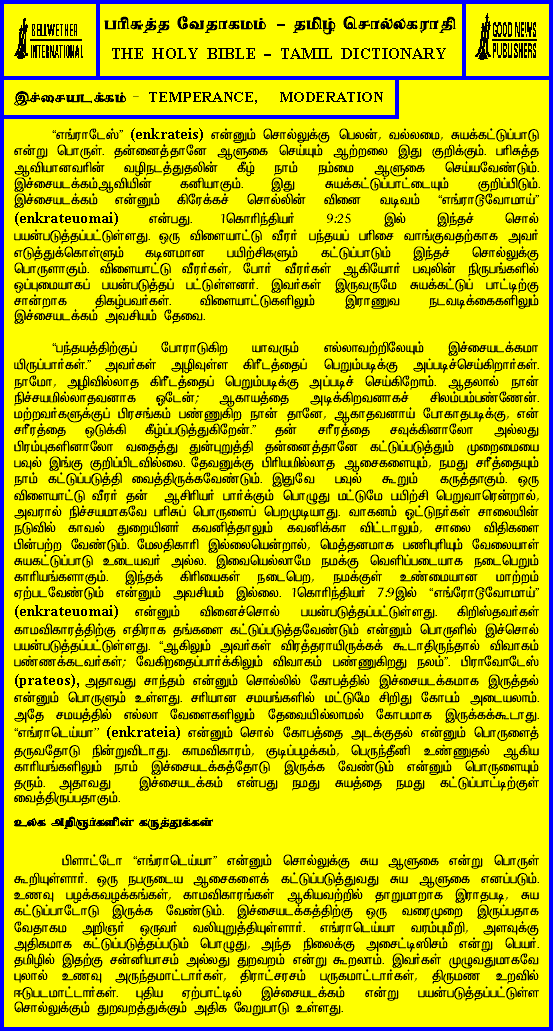 BELLWETHER
INTERNATIONAL
பரிசுத்த வேதாகமம் – தமிழ் சொல்லகராதி
THE HOLY BIBLE – TAMIL DICTIONARY
GOOD NEWS
PUBLISHERS
இச்சையடக்கம் – TEMPERANCE, MODERATION
“எங்ராடேஸ்” (enkrateis) என்னும் சொல்லுக்கு பெலன், வல்லமை, சுயக்கட்டுப்பாடு
என்று பொருள். தன்னைத்தானே ஆளுகை செய்யும் ஆற்றலை இது குறிக்கும். பரிசுத்த
ஆவியானவரின் வழிநடத்துதலின் கீழ் நாம் நம்மை ஆளுகை செய்யவேண்டும்.
இச்சையடக்கம்ஆவியின் கனியாகும். இது சுயக்கட்டுப்பாட்டையும் குறிப்பிடும்.
இச்சையடக்கம் என்னும் கிரேக்கச் சொல்லின் வினை வடிவம் “எங்ராடூவோமாய்”
(enkrateuomai) என்பது. 1கொரிந்தியர் 9:25 இல் இந்தச் சொல்
பயன்படுத்தப்பட்டுள்ளது. ஒரு விளையாட்டு வீரர் பந்தயப் பரிசை வாங்குவதற்காக அவர்
எடுத்துக்கொள்ளும் கடினமான பயிற்சிகளும் கட்டுப்பாடும் இந்தச் சொல்லுக்கு
பொருளாகும். விளையாட்டு வீரர்கள், போர் வீரர்கள் ஆகியோர் பவுலின் நிருபங்களில்
ஒப்புமையாகப் பயன்படுத்தப் பட்டுள்ளனர். இவர்கள் இருவருமே சுயக்கட்டுப் பாட்டிற்கு
சான்றாக திகழ்பவர்கள். விளையாட்டுகளிலும் இராணுவ நடவடிக்கைகளிலும்
இச்சையடக்கம் அவசியம் தேவை.
“பந்தயத்திற்குப் போராடுகிற யாவரும் எல்லாவற்றிலேயும் இச்சையடக்கமா
யிருப்பார்கள்.” அவர்கள் அழிவுள்ள கிரீடத்தைப் பெறும்படிக்கு அப்படிச்செய்கிறார்கள்.
நாமோ, அழிவில்லாத கிரீடத்தைப் பெறும்படிக்கு அப்படிச் செய்கிறோம். ஆதலால் நான்
நிச்சயமில்லாதவனாக ஓடேன்; ஆகாயத்தை அடிக்கிறவனாகச் சிலம்பம்பண்ணேன்.
மற்றவர்களுக்குப் பிரசங்கம் பண்ணுகிற நான் தானே, ஆகாதவனாய் போகாதபடிக்கு, என்
சரீரத்தை ஒடுக்கி கீழ்ப்படுத்துகிறேன்.” தன் சரீரத்தை சவுக்கினாலோ அல்லது
பிரம்புகளினாலோ வதைத்து துன்புறுத்தி தன்னைத்தானே கட்டுப்படுத்தும் முறைமையை
பவுல் இங்கு குறிப்பிடவில்லை. தேவனுக்கு பிரியமில்லாத ஆசைகளையும், நமது சரீத்தையும்
நாம் கட்டுப்படுத்தி வைத்திருக்கவேண்டும். இதுவே பவுல் கூறும் கருத்தாகும். ஒரு
விளையாட்டு வீரர் தன் ஆசிரியர் பார்க்கும் பொழுது மட்டுமே பயிற்சி பெறுவாரென்றால்,
அவரால் நிச்சயமாகவே பரிசுப் பொருளைப் பெறமுடியாது. வாகனம் ஓட்டுநர்கள் சாலையின்
நடுவில் காவல் துறையினர் கவனித்தாலும் கவனிக்கா விட்டாலும், சாலை விதிகளை
பின்பற்ற வேண்டும். மேலதிகாரி இல்லையென்றால், மெத்தனமாக பணிபுரியும் வேலையாள்
சுயகட்டுப்பாடு உடையவர் அல்ல. இவையெல்லாமே நமக்கு வெளிப்படையாக நடைபெறும்
காரியங்களாகும். இந்தக் கிரியைகள் நடைபெற, நமக்குள் உண்மையான மாற்றம்
ஏற்படவேண்டும் என்னும் அவசியம் இல்லை. 1கொரிந்தியர் 7:9இல் “எங்ரோடூவோமாய்”
(enkrateuomai) என்னும் வினைச்சொல் பயன்படுத்தப்பட்டுள்ளது. கிறிஸ்தவர்கள்
காமவிகாரத்திற்கு எதிராக தங்களை கட்டுப்படுத்தவேண்டும் என்னும் பொருளில் இச்சொல்
பயன்படுத்தப்பட்டுள்ளது. “ஆகிலும் அவர்கள் விரத்தராயிருக்கக் கூடாதிருந்தால் விவாகம்
பண்ணக்கடவர்கள்; வேகிறதைப்பார்க்கிலும் விவாகம் பண்ணுகிறது நலம்”. பிராவோடேஸ்
(prateos), அதாவது சாந்தம் என்னும் சொல்லில் கோபத்தில் இச்சையடக்கமாக இருத்தல்
என்னும் பொருளும் உள்ளது. சரியான சமயங்களில் மட்டுமே சிறிது கோபம் அடையலாம்.
அதே சமயத்தில் எல்லா வேளைகளிலும் தேவையில்லாமல் கோபமாக இருக்கக்கூடாது.
“எங்ராடெய்யா” (enkrateia) என்னும் சொல் கோபத்தை அடக்குதல் என்னும் பொருளைத்
தருவதோடு நின்றுவிடாது. காமவிகாரம், குடிப்பழக்கம், பெருந்தீனி உண்ணுதல் ஆகிய
காரியங்களிலும் நாம் இச்சையடக்கத்தோடு இருக்க வேண்டும் என்னும் பொருளையும்
தரும். அதாவது இச்சையடக்கம் என்பது நமது சுயத்தை நமது கட்டுப்பாட்டிற்குள்
வைத்திருப்பதாகும்.
உலக அறிஞர்களின் கருத்துக்கள்
பிளாட்டோ “எங்ராடெய்யா” என்னும் சொல்லுக்கு சுய ஆளுகை என்று பொருள்
கூறியுள்ளார். ஒரு நபருடைய ஆசைகளைக் கட்டுப்படுத்துவது சுய ஆளுகை எனப்படும்.
உணவு பழக்கவழக்கங்கள், காமவிகாரங்கள் ஆகியவற்றில் தாறுமாறாக இராதபடி, சுய
கட்டுப்பாடோடு இருக்க வேண்டும். இச்சையடக்கத்திற்கு ஒரு வரைமுறை இருப்பதாக
வேதாகம அறிஞர் ஒருவர் வலியுறுத்தியுள்ளார். எங்ராடெய்யா வரம்புமீறி, அளவுக்கு
அதிகமாக கட்டுப்படுத்தப்படும் பொழுது, அந்த நிலைக்கு அசைட்டிஸிசம் என்று பெயர்.
தமிழில் இதற்கு சன்னியாசம் அல்லது துறவறம் என்று கூறலாம். இவர்கள் முழுவதுமாகவே
புலால் உணவு அருந்தமாட்டார்கள், திராட்சரசம் பருகமாட்டார்கள், திருமண உறவில்
ஈடுபடமாட்டார்கள். புதிய ஏற்பாட்டில் இச்சையடக்கம் என்று பயன்படுத்தப்பட்டுள்ள
சொல்லுக்கும் துறவறத்துக்கும் அதிக வேறுபாடு உள்ளது.